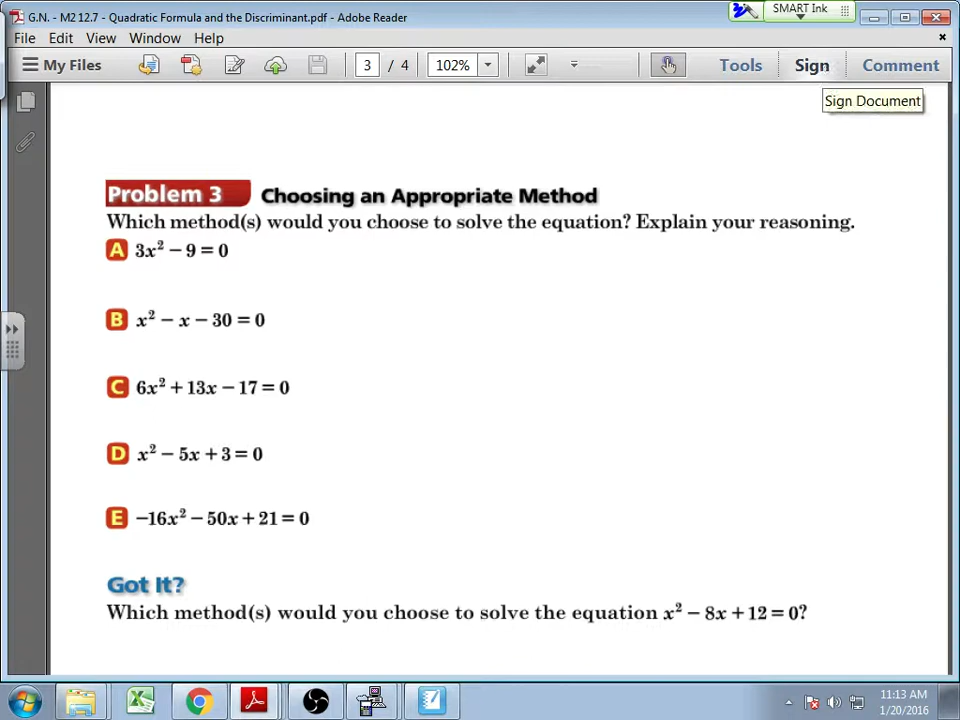 G.N. - M2 12.7 - Quadratic Formula and the Discriminant.pdf - Adobe Reader
SMART Ink
File Edit View Window Help
My Files 3 / 4 102% Tools Sign Comment
Sign Document
Problem 3 Choosing an Appropriate Method
Which method(s) would you choose to solve the equation? Explain your reasoning.
A 3x² − 9 = 0
B x² − x − 30 = 0
C 6x² + 13x − 17 = 0
D x² − 5x + 3 = 0
E −16x² − 50x + 21 = 0
Got It?
Which method(s) would you choose to solve the equation x² − 8x + 12 = 0?
11:13 AM
1/20/2016